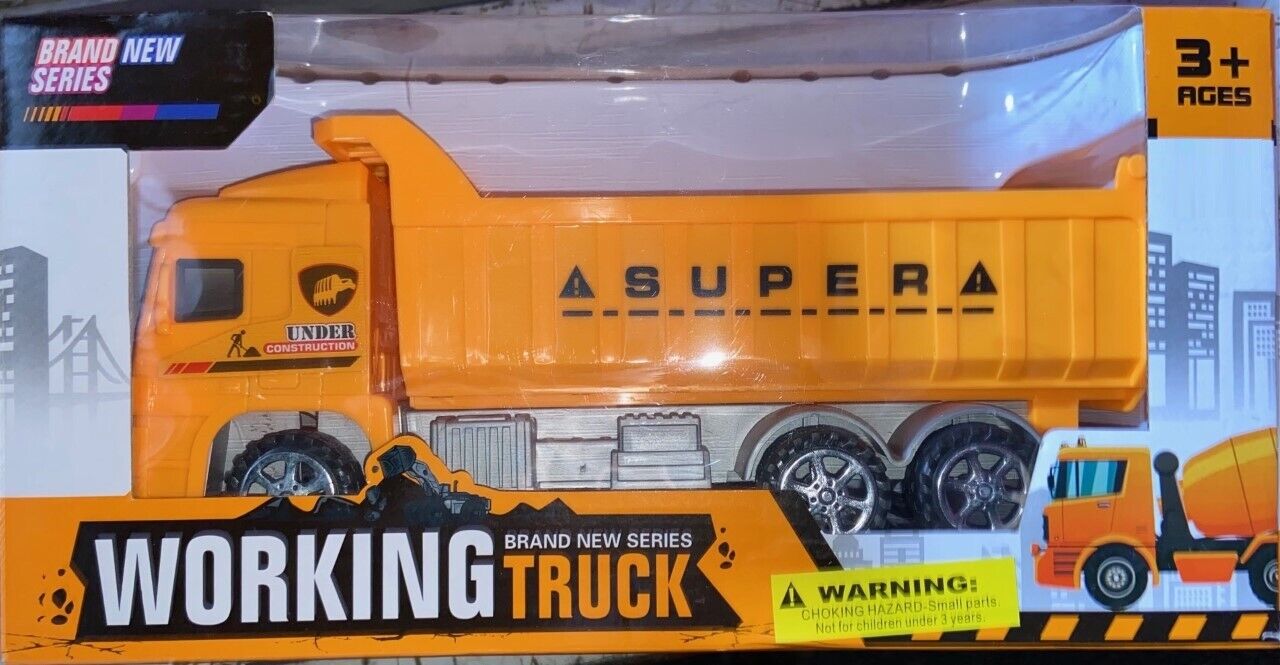 BRAND NEW
SERIES
3+
AGES
SUPER
UNDER
CONSTRUCTION
BRAND NEW SERIES
WORKING TRUCK
WARNING:
CHOKING HAZARD-Small parts.
Not for children under 3 years.